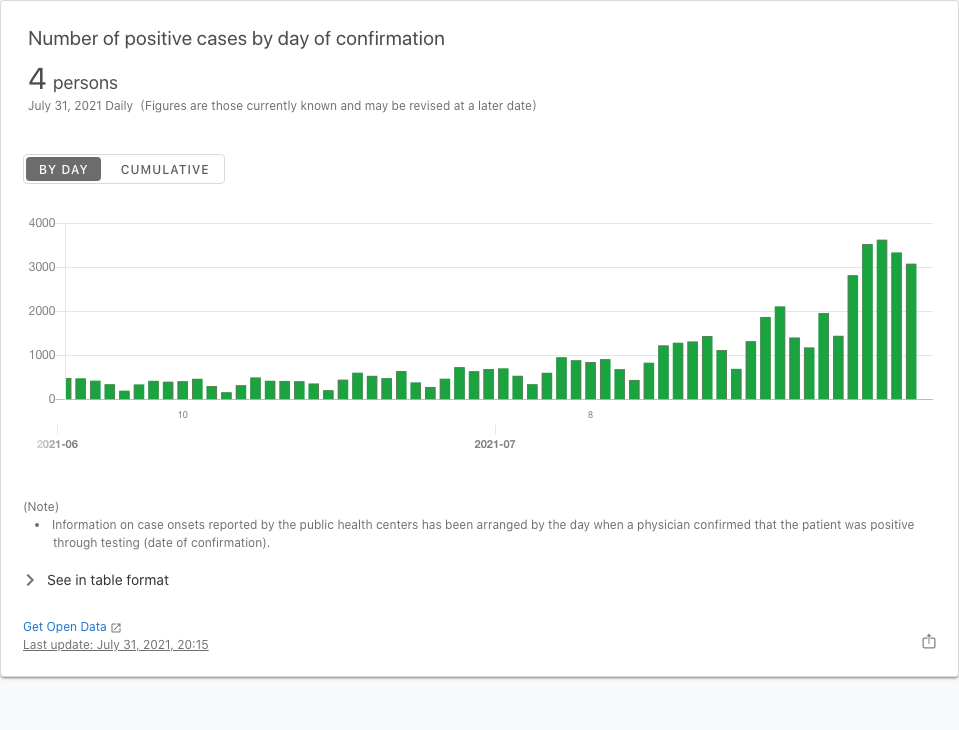 Number of positive cases by day of confirmation
4 persons
July 31, 2021 Daily (Figures are those currently known and may be revised at a later date)
BY DAY CUMULATIVE
4000
3000
2000
1000
0
10 8
2021-06 2021-07
(Note)
• Information on case onsets reported by the public health centers has been arranged by the day when a physician confirmed that the patient was positive
through testing (date of confirmation).
See in table format
Get Open Data
Last update: July 31, 2021, 20:15